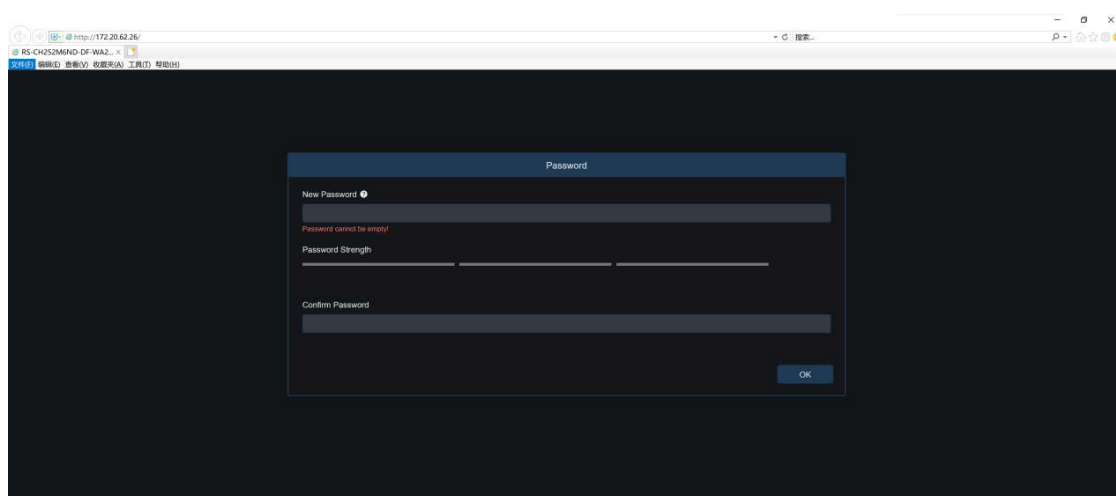 http://172.20.62.26/
搜索...
RS-CH252M6ND-DF-WA2...
文件(F) 编辑(E) 查看(V) 收藏夹(A) 工具(T) 帮助(H)
Password
New Password
Password cannot be empty!
Password Strength
Confirm Password
OK